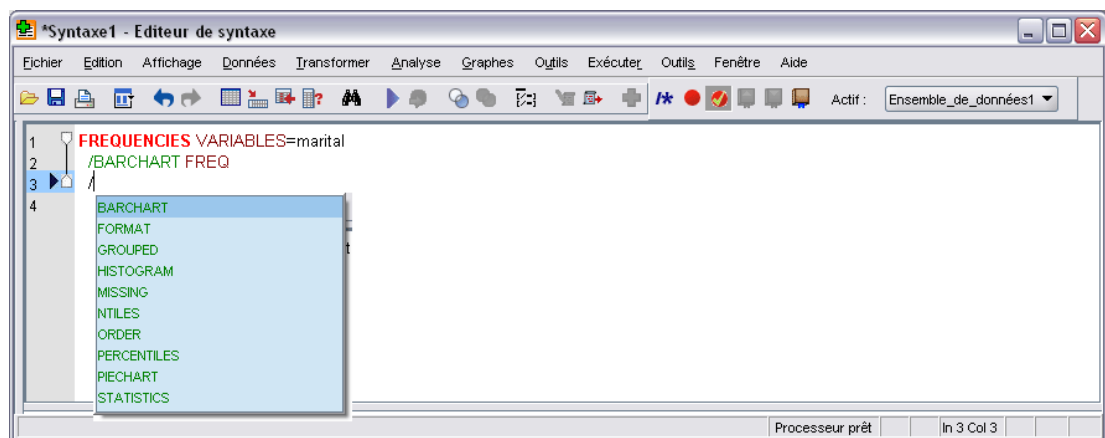 *Syntaxe1 - Editeur de syntaxe
Fichier Edition Affichage Données Transformer Analyse Graphes Outils Exécuter Outils Fenêtre Aide
Actif : Ensemble_de_données1
1 FREQUENCIES VARIABLES=marital
2 /BARCHART FREQ
3 /
4
BARCHART
FORMAT
GROUPED
HISTOGRAM
MISSING
NTILES
ORDER
PERCENTILES
PIECHART
STATISTICS
Processeur prêt In 3 Col 3